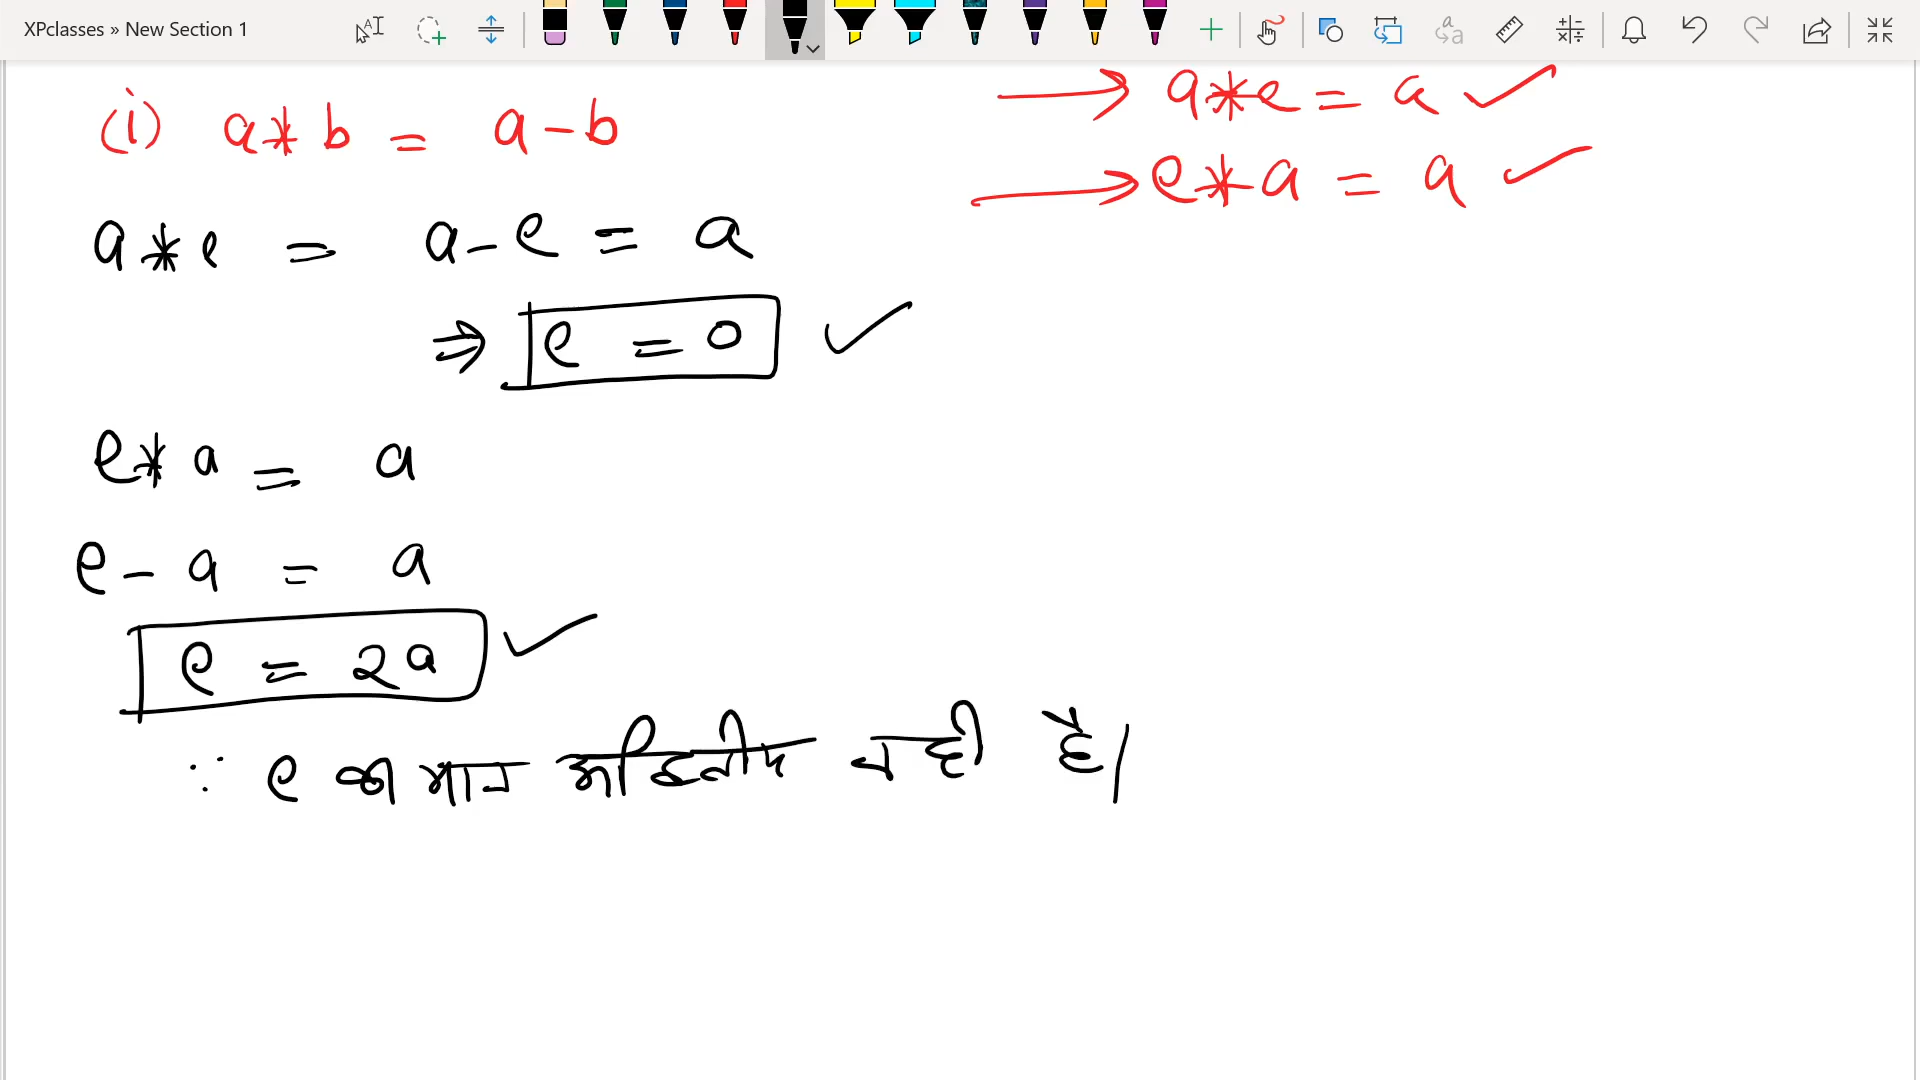 XPclasses » New Section 1
(i) a*b = a-b
a*e = a ✓
e*a = a ✓
a*e = a-e = a
⇒ e = 0 ✓
e*a = a
e-a = a
e = 2a ✓
∵ e का मान अद्वितीय नही है।